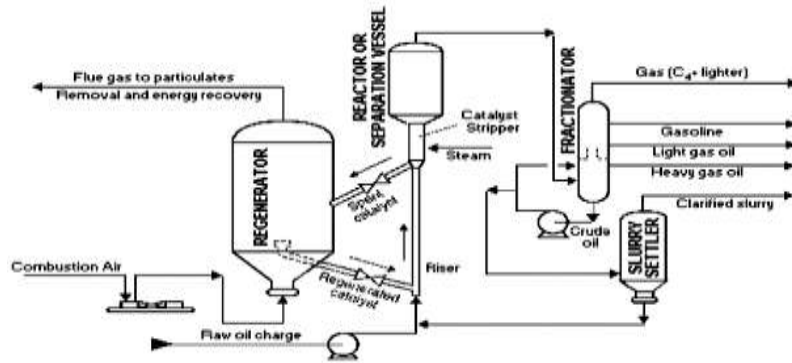 Flue gas to particulates
Removal and energy recovery
REACTOR OR
SEPARATION VESSEL
Catalyst
Stripper
Steam
FRACTIONATOR
Gas (C4+ lighter)
Gasoline
Light gas oil
Heavy gas oil
Clarified slurry
REGENERATOR
Spent
catalyst
Crude
oil
SLURRY
SETTLER
Combustion Air
Riser
Regenerated
catalyst
Raw oil charge